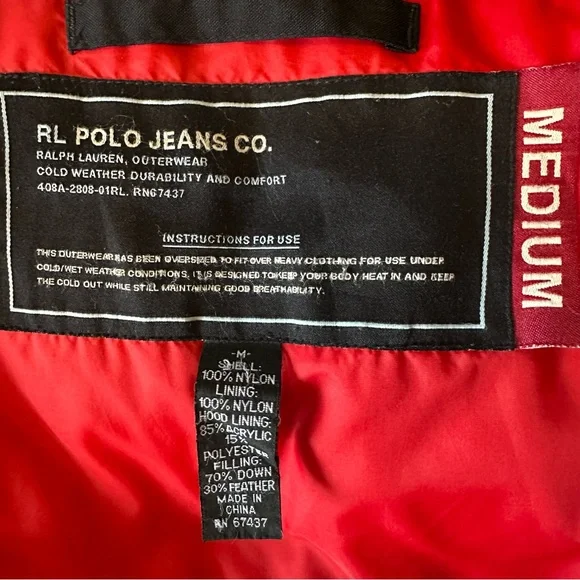 RL POLO JEANS CO.
RALPH LAUREN, OUTERWEAR
COLD WEATHER DURABILITY AND COMFORT
408A-2808-01RL. RN67437
INSTRUCTIONS FOR USE
THIS OUTERWEAR HAS BEEN OVERSIZED TO FIT OVER HEAVY CLOTHING FOR USE UNDER
COLD/WET WEATHER CONDITIONS, IT IS DESIGNED TO KEEP YOUR BODY HEAT IN AND KEEP
THE COLD OUT WHILE STILL MAINTAINING GOOD BREATHABILITY.
MEDIUM
-M-
SHELL:
100% NYLON
LINING:
100% NYLON
HOOD LINING:
85% ACRYLIC
15%
POLYESTER
FILLING:
70% DOWN
30% FEATHER
MADE IN
CHINA
RN 67437